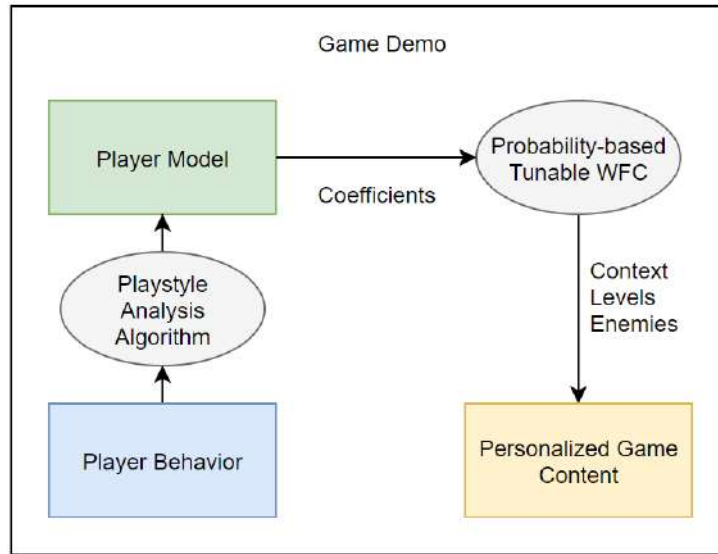 Game Demo
Player Model
Probability-based
Tunable WFC
Coefficients
Playstyle
Analysis
Algorithm
Context
Levels
Enemies
Player Behavior
Personalized Game
Content